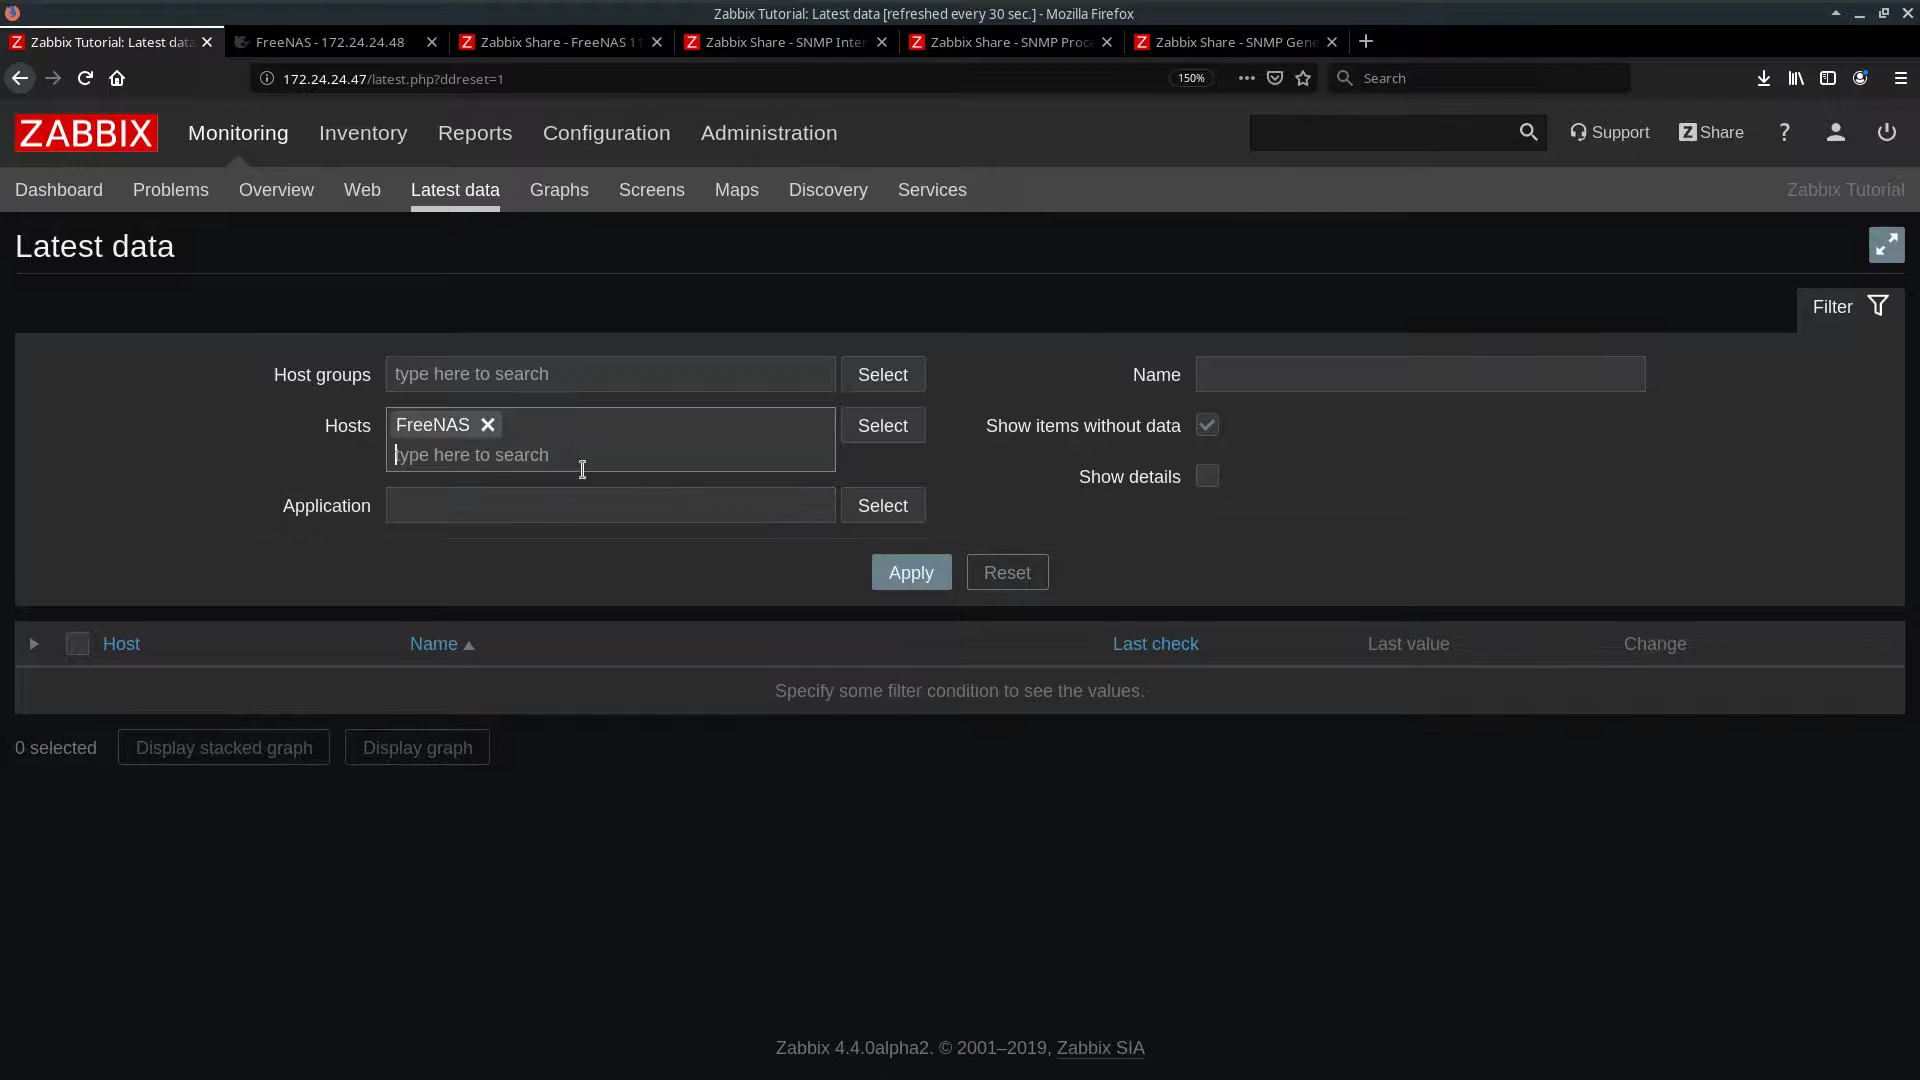 Zabbix Tutorial: Latest data [refreshed every 30 sec.] - Mozilla Firefox
Zabbix Tutorial: Latest data
FreeNAS - 172.24.24.48
Zabbix Share - FreeNAS 11
Zabbix Share - SNMP Inter
Zabbix Share - SNMP Proce
Zabbix Share - SNMP Gene
172.24.24.47/latest.php?ddreset=1
150%
Search
ZABBIX
Monitoring
Inventory
Reports
Configuration
Administration
Support
Z Share
?
Dashboard
Problems
Overview
Web
Latest data
Graphs
Screens
Maps
Discovery
Services
Zabbix Tutorial
Latest data
Filter
Host groups
type here to search
Select
Name
Hosts
FreeNAS
type here to search
Select
Show items without data
Show details
Application
Select
Apply
Reset
Host
Name
Last check
Last value
Change
Specify some filter condition to see the values.
0 selected
Display stacked graph
Display graph
Zabbix 4.4.0alpha2. © 2001–2019, Zabbix SIA